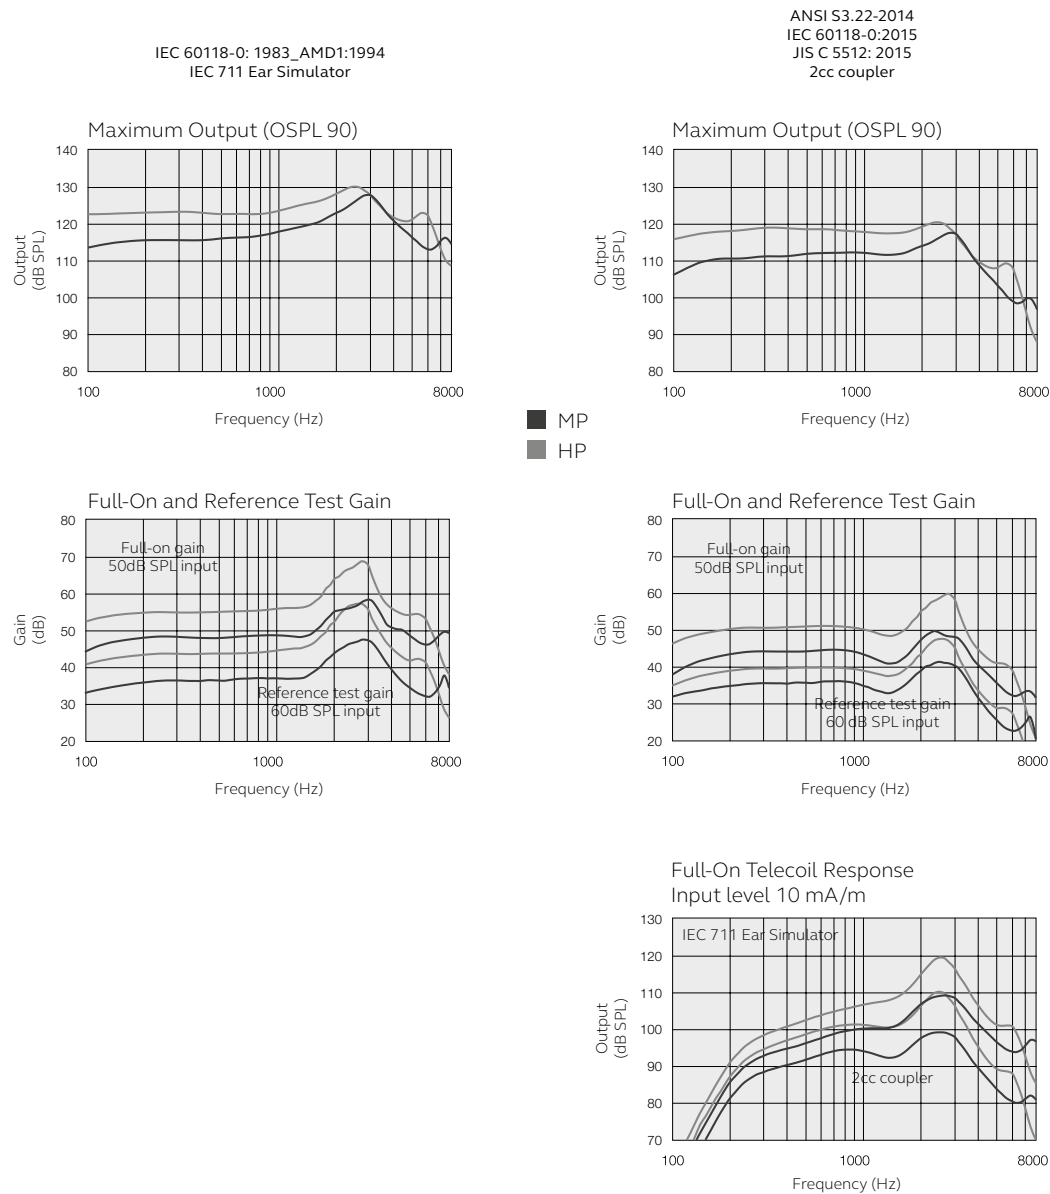 IEC 60118-0: 1983_AMD1:1994
IEC 711 Ear Simulator
ANSI S3.22-2014
IEC 60118-0:2015
JIS C 5512: 2015
2cc coupler
Maximum Output (OSPL 90)
140
130
120
110
100
90
80
Output
(dB SPL)
100
1000
8000
Frequency (Hz)
Maximum Output (OSPL 90)
140
130
120
110
100
90
80
Output
(dB SPL)
100
1000
8000
Frequency (Hz)
MP
HP
Full-On and Reference Test Gain
80
70
60
50
40
30
20
Gain
(dB)
Full-on gain
50dB SPL input
Reference test gain
60dB SPL input
100
1000
8000
Frequency (Hz)
Full-On and Reference Test Gain
80
70
60
50
40
30
20
Gain
(dB)
Full-on gain
50dB SPL input
Reference test gain
60 dB SPL input
100
1000
8000
Frequency (Hz)
Full-On Telecoil Response
Input level 10 mA/m
130
120
110
100
90
80
70
Output
(dB SPL)
IEC 711 Ear Simulator
2cc coupler
100
1000
8000
Frequency (Hz)